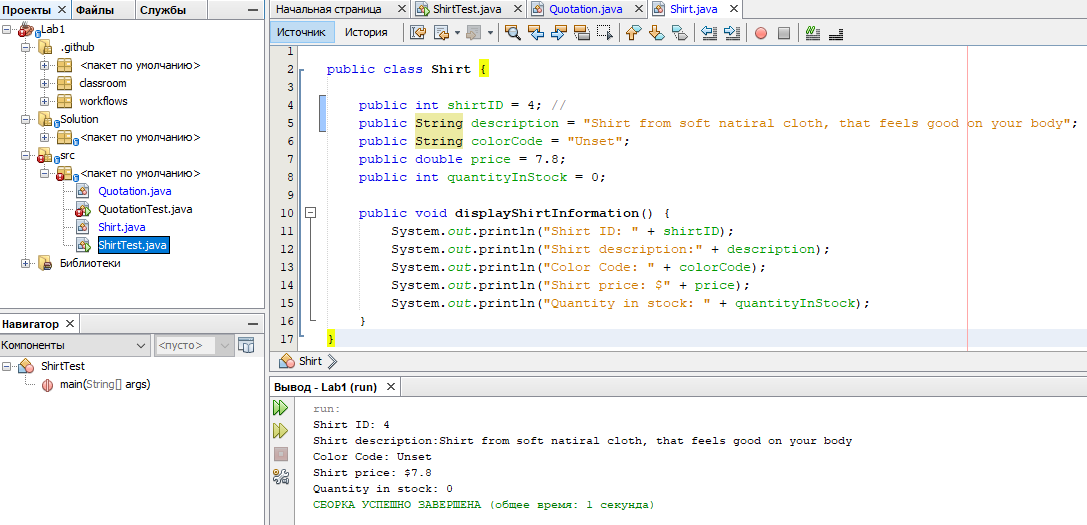 Проекты
Файлы
Службы
Lab1
.github
<пакет по умолчанию>
classroom
workflows
Solution
<пакет по умолчанию>
src
<пакет по умолчанию>
Quotation.java
QuotationTest.java
Shirt.java
ShirtTest.java
Библиотеки
Навигатор
Компоненты
<пусто>
ShirtTest
main(String[] args)
Начальная страница
ShirtTest.java
Quotation.java
Shirt.java
Источник
История
1
2 public class Shirt {
3
4 public int shirtID = 4; //
5 public String description = "Shirt from soft natiral cloth, that feels good on your body";
6 public String colorCode = "Unset";
7 public double price = 7.8;
8 public int quantityInStock = 0;
9
10 public void displayShirtInformation() {
11 System.out.println("Shirt ID: " + shirtID);
12 System.out.println("Shirt description:" + description);
13 System.out.println("Color Code: " + colorCode);
14 System.out.println("Shirt price: $" + price);
15 System.out.println("Quantity in stock: " + quantityInStock);
16 }
17 }
Shirt
Вывод - Lab1 (run)
run:
Shirt ID: 4
Shirt description:Shirt from soft natiral cloth, that feels good on your body
Color Code: Unset
Shirt price: $7.8
Quantity in stock: 0
СБОРКА УСПЕШНО ЗАВЕРШЕНА (общее время: 1 секунда)